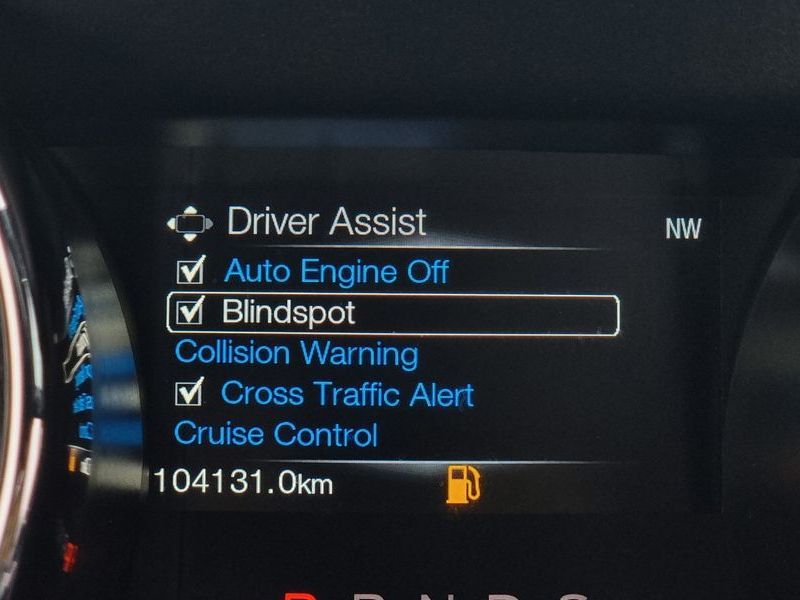 Driver Assist
NW
Auto Engine Off
Blindspot
Collision Warning
Cross Traffic Alert
Cruise Control
104131.0km
P R N D S